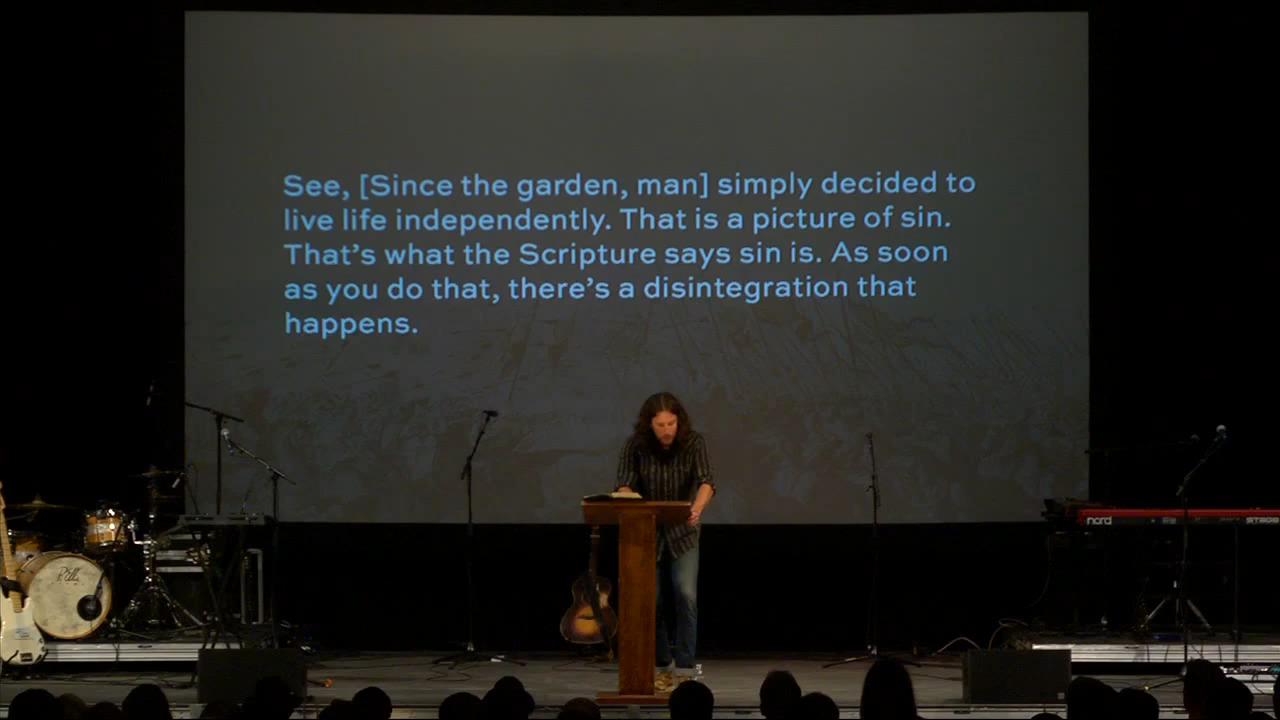 See, [Since the garden, man] simply decided to
live life independently. That is a picture of sin.
That's what the Scripture says sin is. As soon
as you do that, there's a disintegration that
happens.
nord